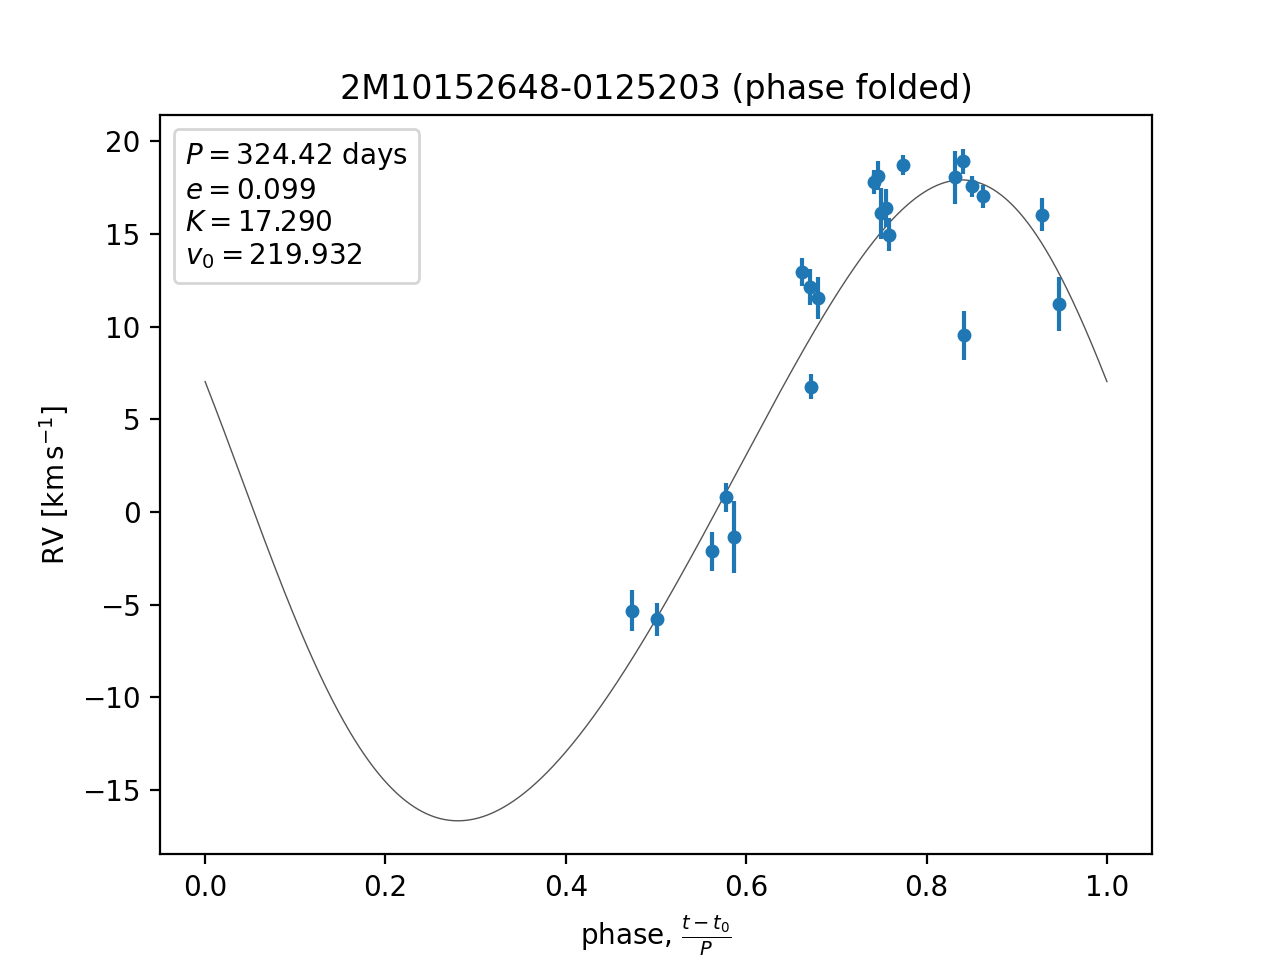 2M10152648-0125203 (phase folded)
P = 324.42 days
e = 0.099
K = 17.290
v₀ = 219.932
RV [km s⁻¹]
20
15
10
5
0
−5
−10
−15
0.0 0.2 0.4 0.6 0.8 1.0
phase, (t − t₀)/P